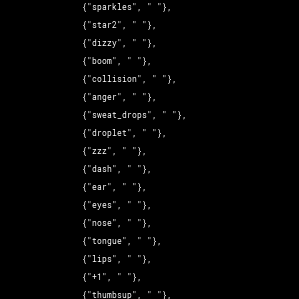 {"sparkles", " "},
{"star2", " "},
{"dizzy", " "},
{"boom", " "},
{"collision", " "},
{"anger", " "},
{"sweat_drops", " "},
{"droplet", " "},
{"zzz", " "},
{"dash", " "},
{"ear", " "},
{"eyes", " "},
{"nose", " "},
{"tongue", " "},
{"lips", " "},
{"+1", " "},
{"thumbsup", " "},